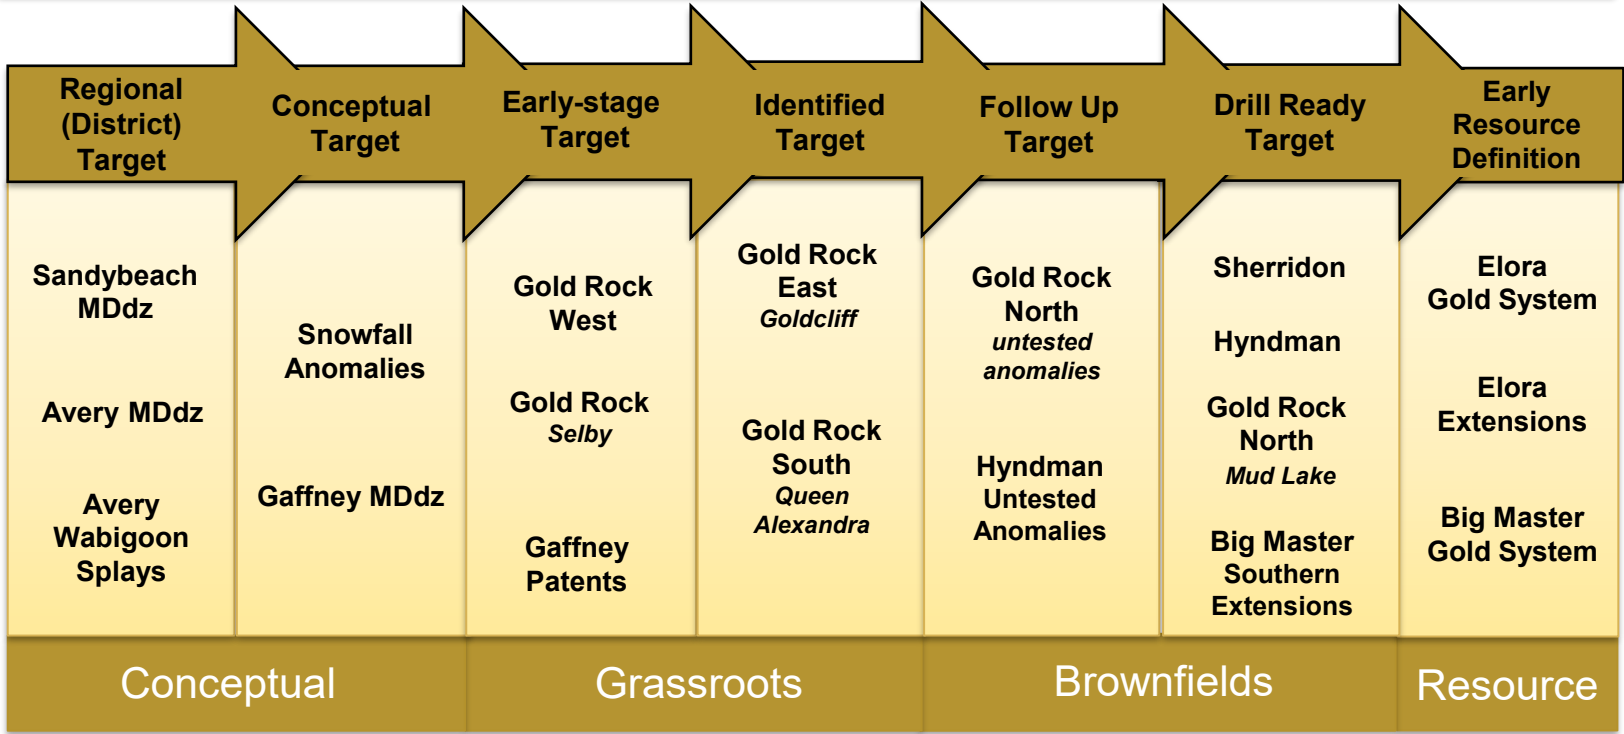 Regional
(District)
Target
Conceptual
Target
Early-stage
Target
Identified
Target
Follow Up
Target
Drill Ready
Target
Early
Resource
Definition
Sandybeach
MDdz
Avery MDdz
Avery
Wabigoon
Splays
Snowfall
Anomalies
Gaffney MDdz
Gold Rock
West
Gold Rock
Selby
Gaffney
Patents
Gold Rock
East
Goldcliff
Gold Rock
South
Queen
Alexandra
Gold Rock
North
untested
anomalies
Hyndman
Untested
Anomalies
Sherridon
Hyndman
Gold Rock
North
Mud Lake
Big Master
Southern
Extensions
Elora
Gold System
Elora
Extensions
Big Master
Gold System
Conceptual
Grassroots
Brownfields
Resource